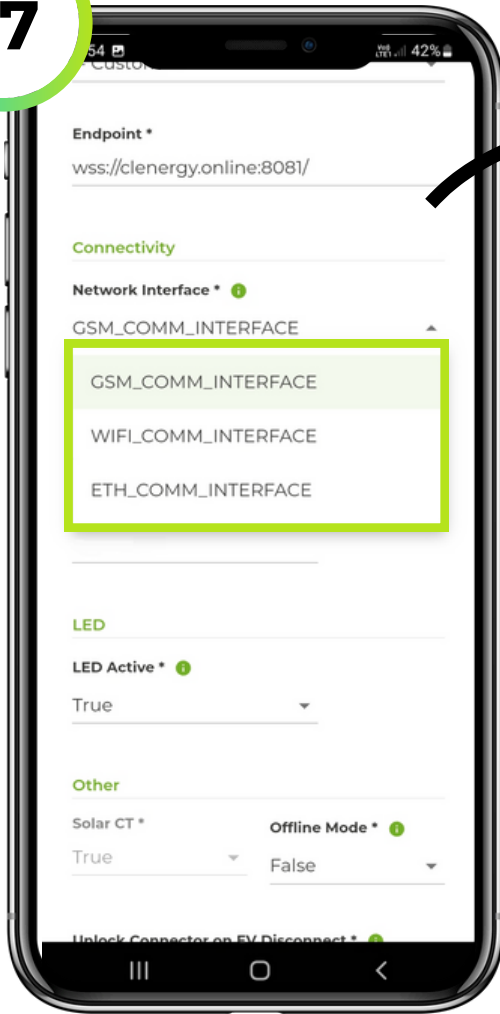 7
54
42%
- Custom
Endpoint *
wss://clenergy.online:8081/
Connectivity
Network Interface *
GSM_COMM_INTERFACE
GSM_COMM_INTERFACE
WIFI_COMM_INTERFACE
ETH_COMM_INTERFACE
LED
LED Active *
True
Other
Solar CT *
Offline Mode *
True
False
Unlock Connector on EV Disconnect *